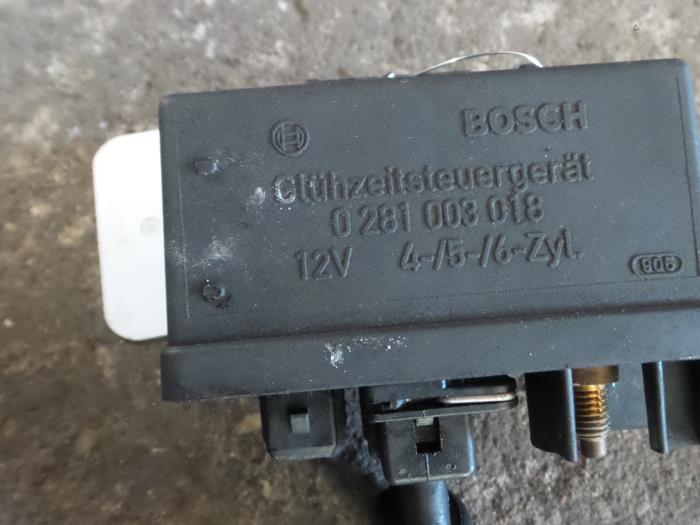 BOSCH
Glühzeitsteuergerät
0 281 003 018
12V 4-/5-/6-Zyl.
905